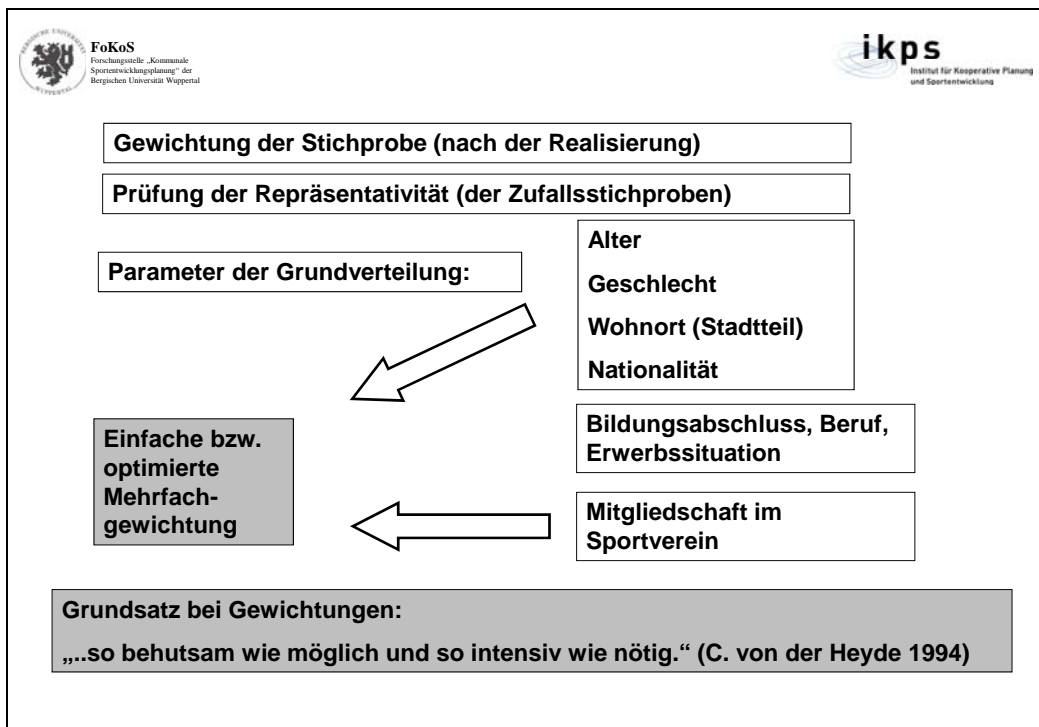 BERGISCHE UNIVERSITÄT
WUPPERTAL
FoKoS
Forschungsstelle „Kommunale
Sportentwicklungsplanung“ der
Bergischen Universität Wuppertal
ikps
Institut für Kooperative Planung
und Sportentwicklung
Gewichtung der Stichprobe (nach der Realisierung)
Prüfung der Repräsentativität (der Zufallsstichproben)
Parameter der Grundverteilung:
Alter
Geschlecht
Wohnort (Stadtteil)
Nationalität
Bildungsabschluss, Beruf,
Erwerbssituation
Einfache bzw.
optimierte
Mehrfach-
gewichtung
Mitgliedschaft im
Sportverein
Grundsatz bei Gewichtungen:
„..so behutsam wie möglich und so intensiv wie nötig.“ (C. von der Heyde 1994)